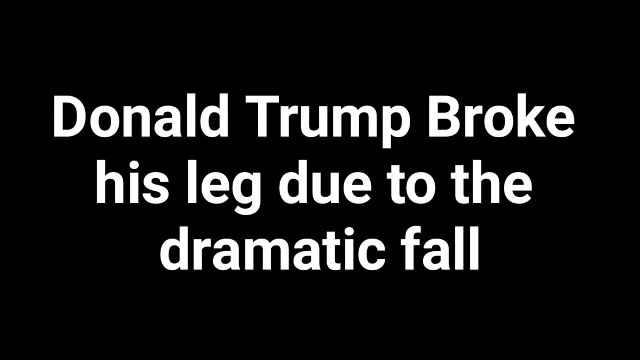 Donald Trump Broke
his leg due to the
dramatic fall